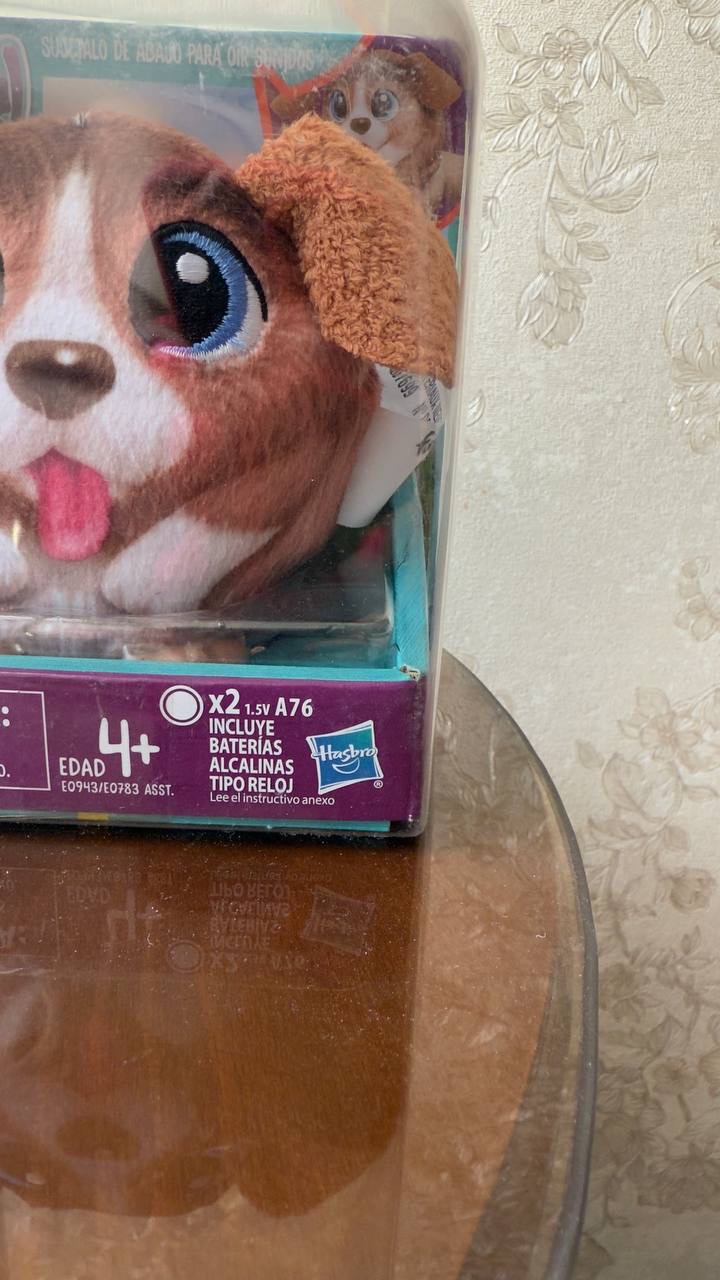 SUJÉTALO DE ABAJO PARA OÍR SONIDOS
x2 1.5V A76
INCLUYE
BATERÍAS
ALCALINAS
TIPO RELOJ
Lee el instructivo anexo
EDAD 4+
E0943/E0783 ASST.
Hasbro
®